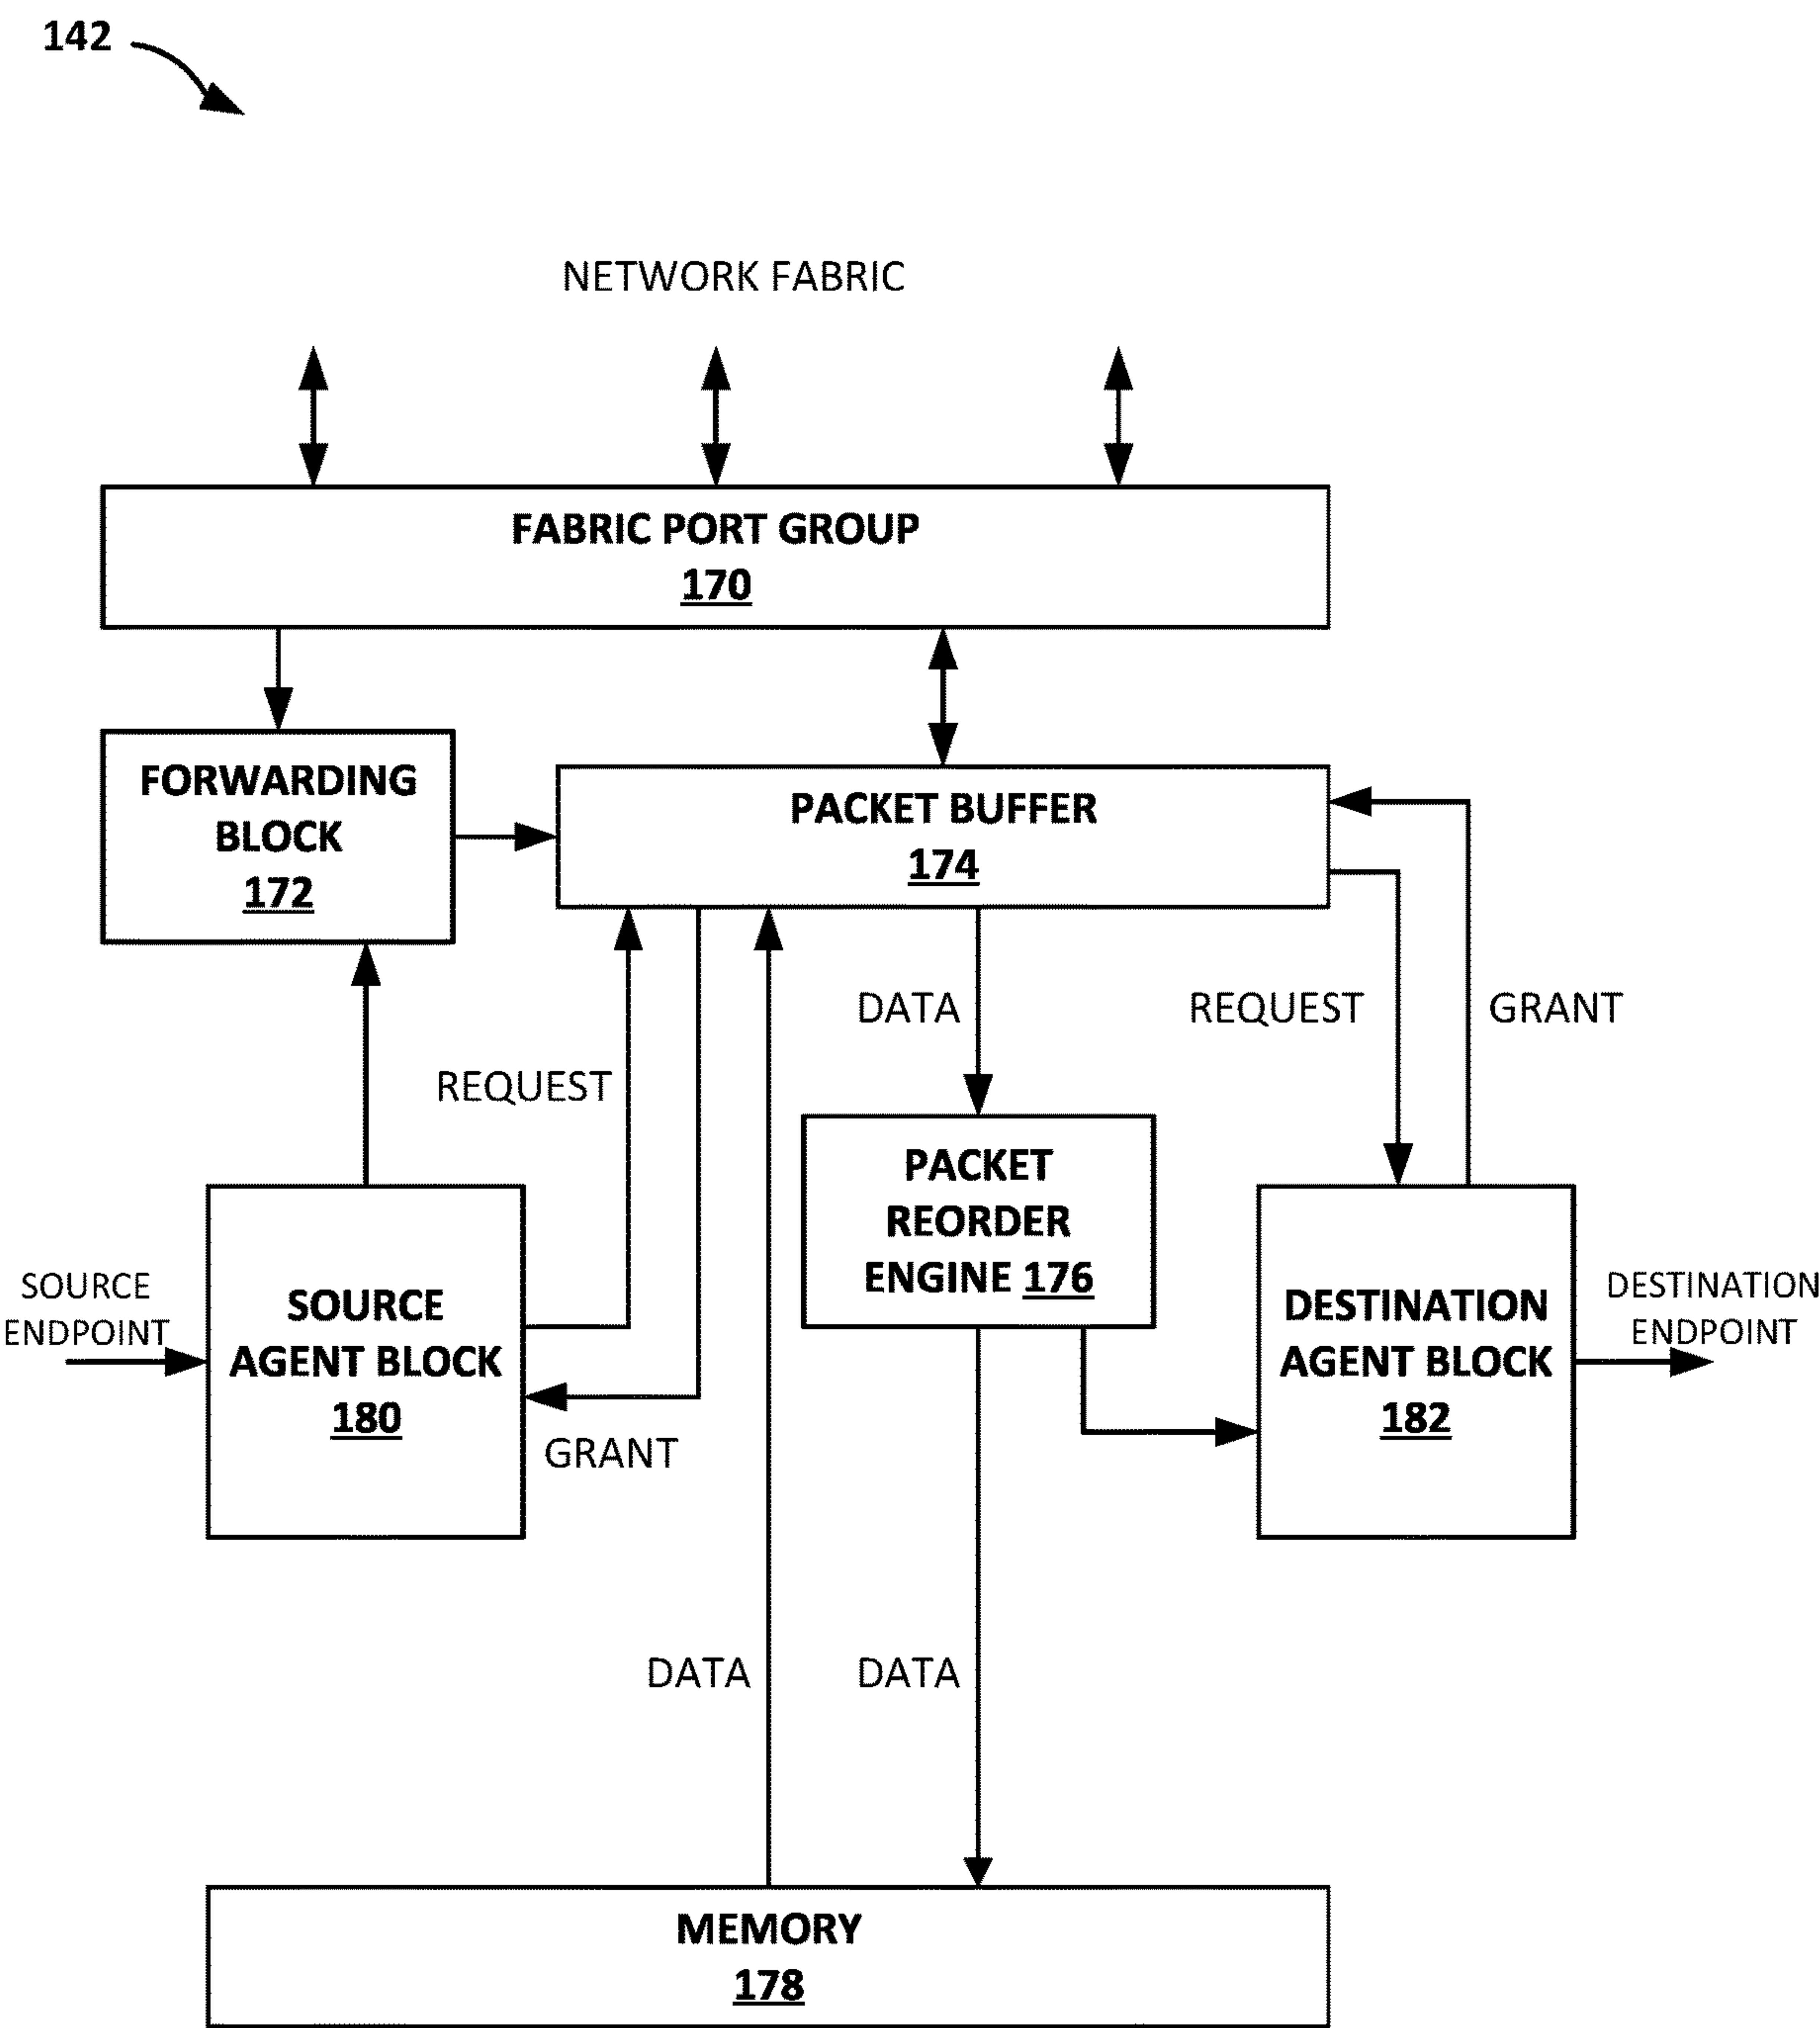 142
NETWORK FABRIC
FABRIC PORT GROUP
170
FORWARDING
BLOCK
172
PACKET BUFFER
174
DATA
REQUEST
GRANT
REQUEST
PACKET
REORDER
ENGINE 176
SOURCE
ENDPOINT
SOURCE
AGENT BLOCK
180
DESTINATION
AGENT BLOCK
182
DESTINATION
ENDPOINT
GRANT
DATA
DATA
MEMORY
178